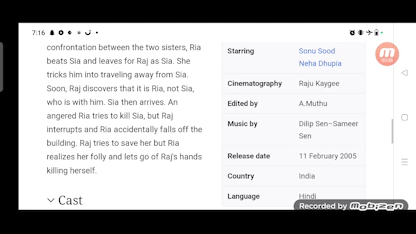 7:16
confrontation between the two sisters, Ria
beats Sia and leaves for Raj as Sia. She
tricks him into traveling away from Sia.
Soon, Raj discovers that it is Ria, not Sia,
who is with him. Sia then arrives. An
angered Ria tries to kill Sia, but Raj
interrupts and Ria accidentally falls off the
building. Raj tries to save her but Ria
realizes her folly and lets go of Raj's hands
killing herself.
Cast
Starring Sonu Sood
Neha Dhupia
Cinematography Raju Kaygee
Edited by A.Muthu
Music by Dilip Sen–Sameer
Sen
Release date 11 February 2005
Country India
Language Hindi
Recorded by Mobizen